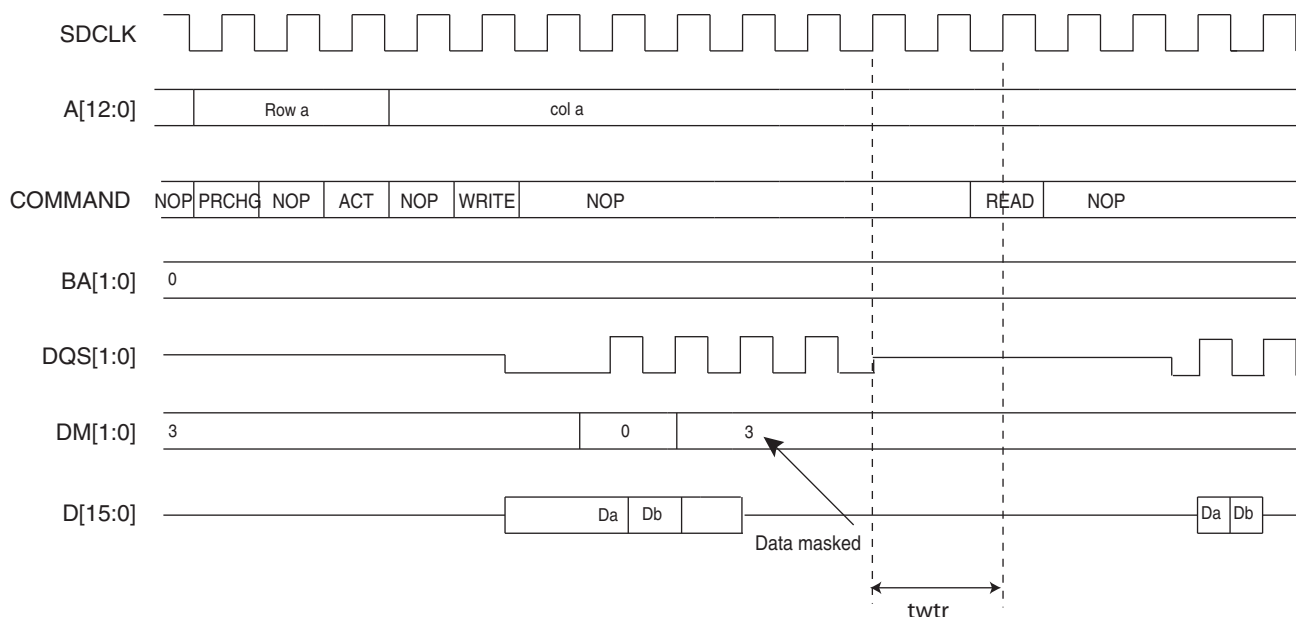 SDCLK
A[12:0] Row a col a
COMMAND NOP PRCHG NOP ACT NOP WRITE NOP READ NOP
BA[1:0] 0
DQS[1:0]
DM[1:0] 3 0 3
D[15:0] Da Db Da Db
Data masked
twtr